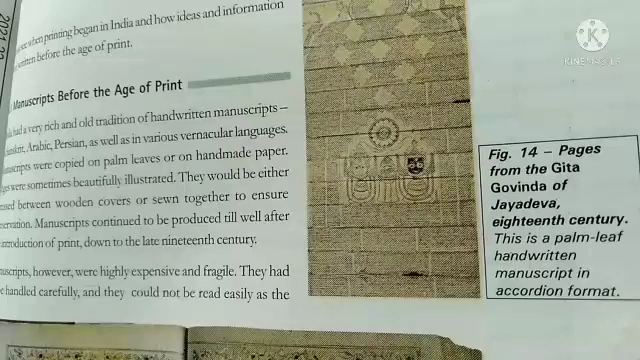 when printing began in India and how ideas and information
written before the age of print.
Manuscripts Before the Age of Print
had a very rich and old tradition of handwritten manuscripts –
Arabic, Persian, as well as in various vernacular languages.
were copied on palm leaves or on handmade paper.
were sometimes beautifully illustrated. They would be either
between wooden covers or sewn together to ensure
Manuscripts continued to be produced till well after
introduction of print, down to the late nineteenth century.
however, were highly expensive and fragile. They had
handled carefully, and they could not be read easily as the
Fig. 14 – Pages
from the Gita
Govinda of
Jayadeva,
eighteenth century.
This is a palm-leaf
handwritten
manuscript in
accordion format.
KINEMASTER